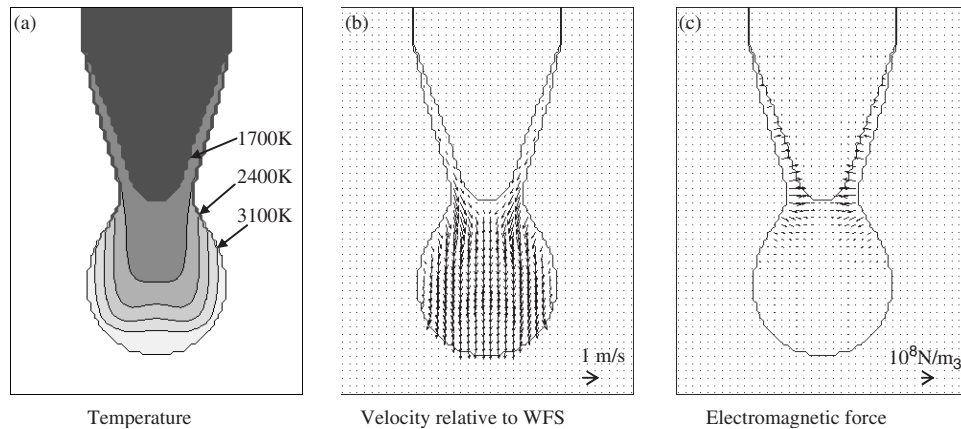 (a)
1700K
2400K
3100K
Temperature
(b)
1 m/s
Velocity relative to WFS
(c)
10⁸N/m₃
Electromagnetic force